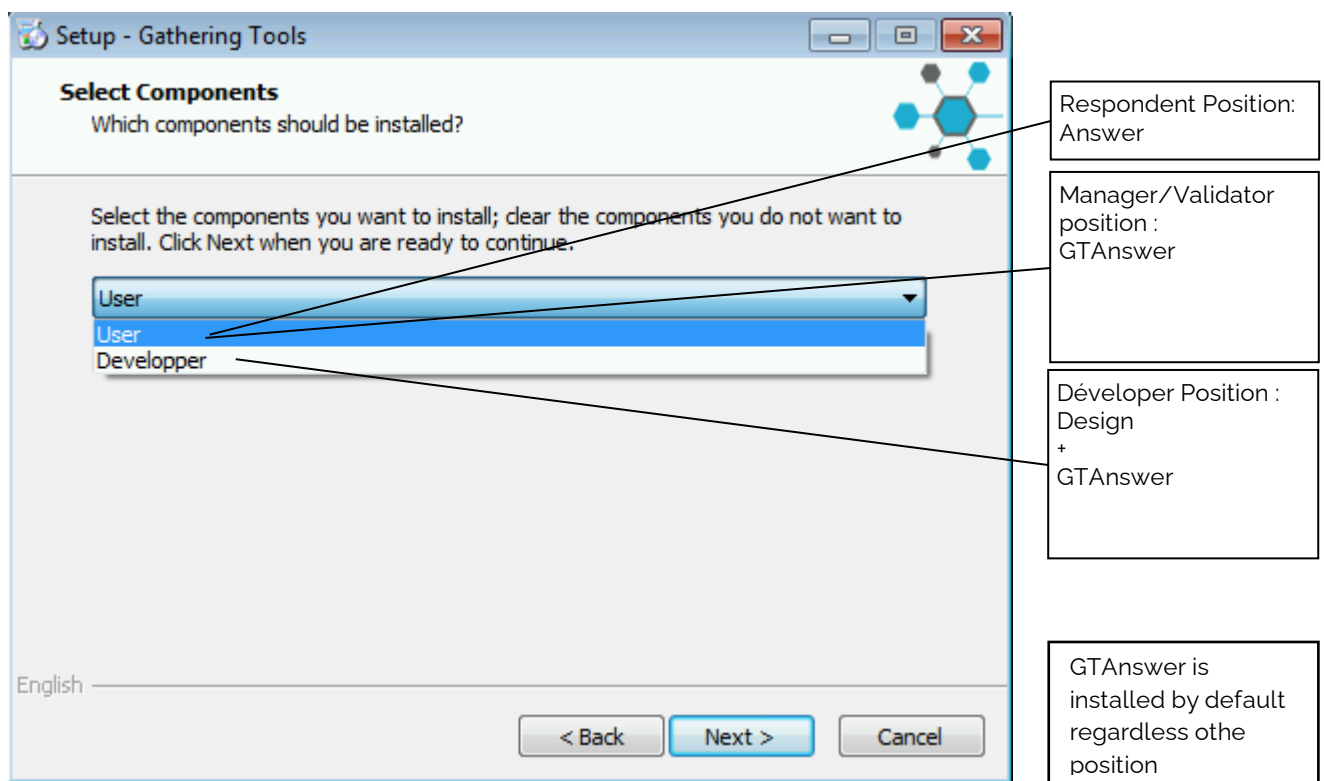 Setup - Gathering Tools
Select Components
Which components should be installed?
Select the components you want to install; clear the components you do not want to
install. Click Next when you are ready to continue.
User
User
Developper
English
< Back
Next >
Cancel
Respondent Position:
Answer
Manager/Validator
position :
GTAnswer
Déveloper Position :
Design
+
GTAnswer
GTAnswer is
installed by default
regardless othe
position